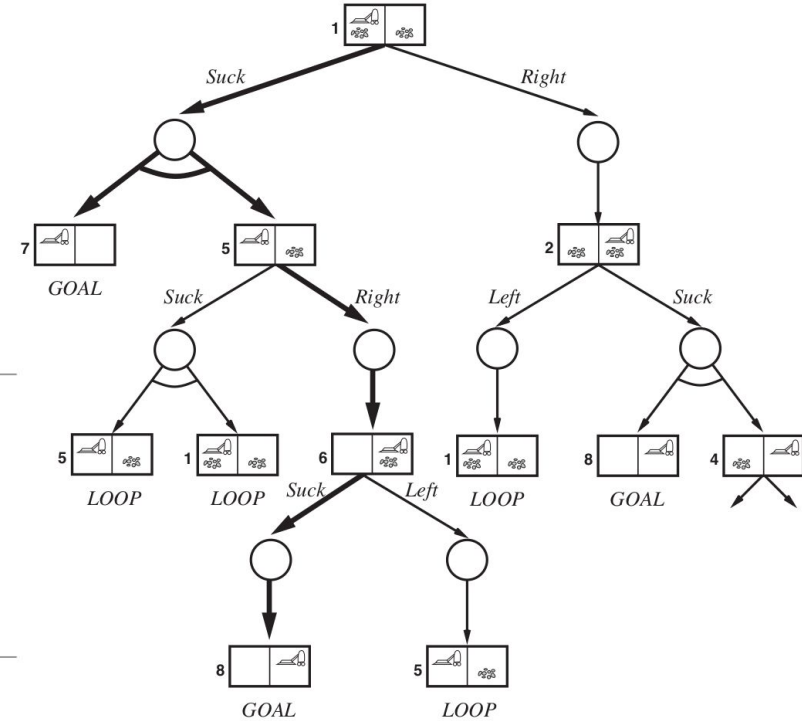 1
Suck Right
7 5 2
GOAL
Suck Right Left Suck
5 1 6 1 8 4
LOOP LOOP LOOP GOAL
Suck Left
8 5
GOAL LOOP